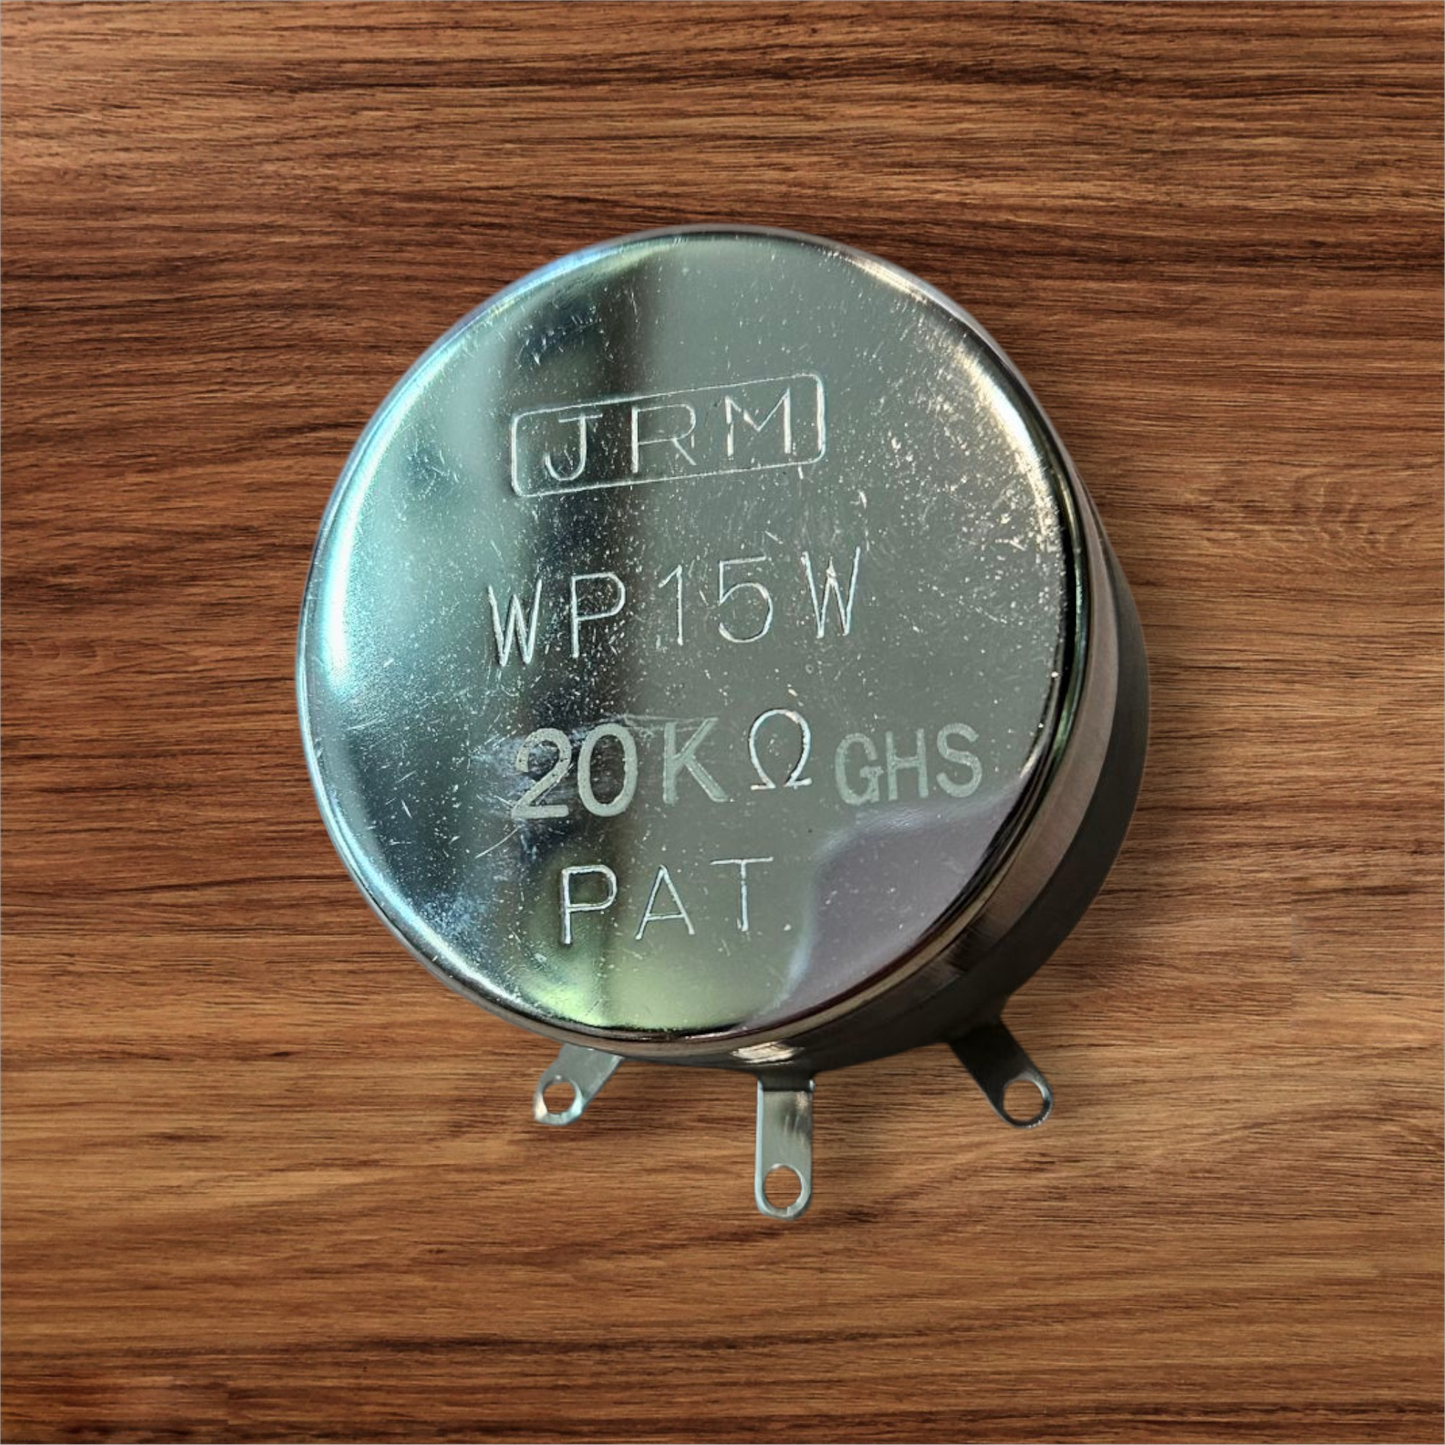 JRM
WP15W
20KΩ GHS
PAT.